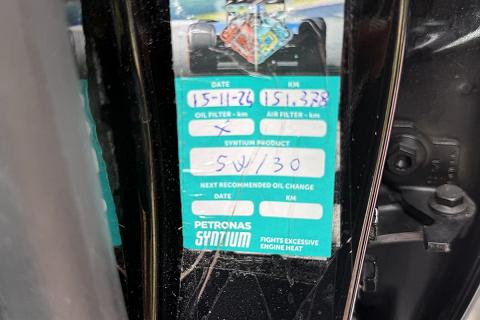 DATE KM
15-11-24 151.378
OIL FILTER - km AIR FILTER - km
X
SYNTIUM PRODUCT
5W/30
NEXT RECOMMENDED OIL CHANGE
DATE KM
PETRONAS
SYNTIUM
FIGHTS EXCESSIVE
ENGINE HEAT